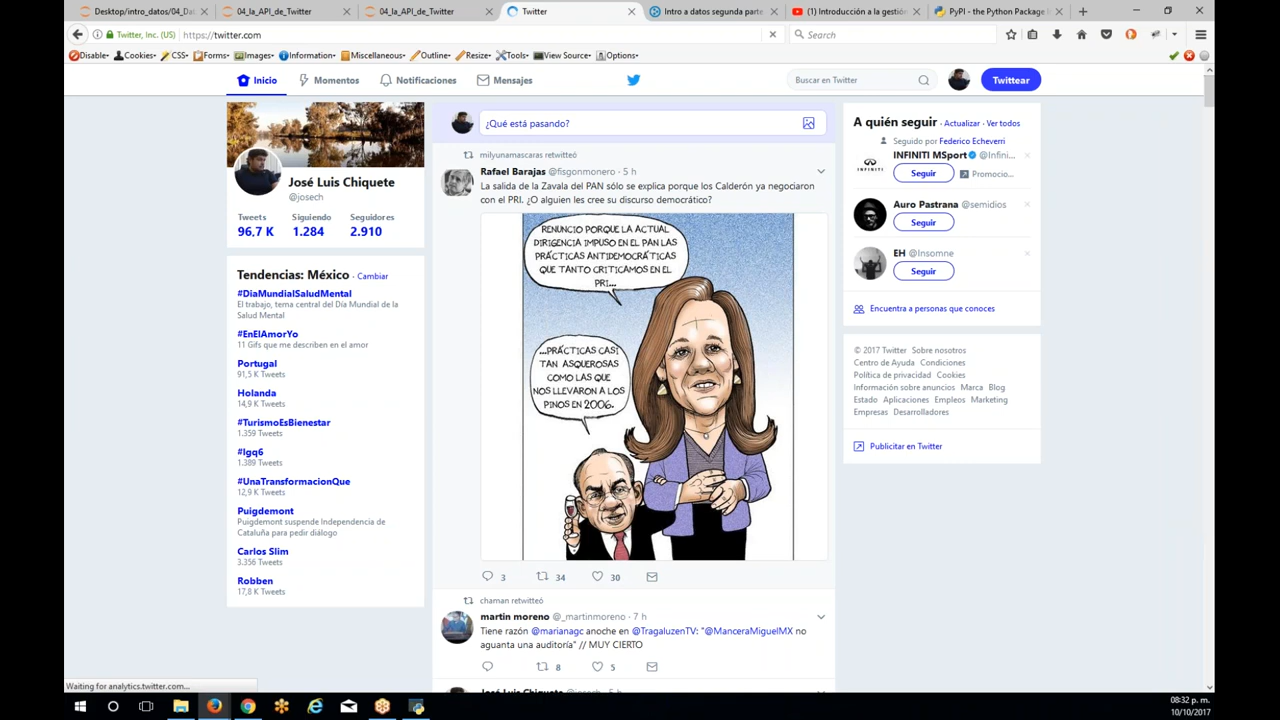 Desktop/intro_datos/04_Da
04_la_API_de_Twitter
04_la_API_de_Twitter
Twitter
Intro a datos segunda parte
(1) Introducción a la gestió
PyPI - the Python Package I
Twitter, Inc. (US)
https://twitter.com
Search
Disable
Cookies
CSS
Forms
Images
Information
Miscellaneous
Outline
Resize
Tools
View Source
Options
Inicio
Momentos
Notificaciones
Mensajes
Buscar en Twitter
Twittear
José Luis Chiquete
@josech
Tweets Siguiendo Seguidores
96,7 K 1.284 2.910
Tendencias: México · Cambiar
#DiaMundialSaludMental
El trabajo, tema central del Día Mundial de la
Salud Mental
#EnElAmorYo
11 Gifs que me describen en el amor
Portugal
91,5 K Tweets
Holanda
14,9 K Tweets
#TurismoEsBienestar
1.359 Tweets
#Igq6
1.389 Tweets
#UnaTransformacionQue
12,9 K Tweets
Puigdemont
Puigdemont suspende Independencia de
Cataluña para pedir diálogo
Carlos Slim
3.356 Tweets
Robben
17,8 K Tweets
¿Qué está pasando?
milyunamascaras retwitteó
Rafael Barajas @fisgonmonero · 5 h
La salida de la Zavala del PAN sólo se explica porque los Calderón ya negociaron
con el PRI. ¿O alguien les cree su discurso democrático?
RENUNCIO PORQUE LA ACTUAL
DIRIGENCIA IMPUSO EN EL PAN LAS
PRÁCTICAS ANTIDEMOCRÁTICAS
QUE TANTO CRITICAMOS EN EL
PRI...
...PRÁCTICAS CASI
TAN ASQUEROSAS
COMO LAS QUE
NOS LLEVARON A LOS
PINOS EN 2006.
3 34 30
chaman retwitteó
martin moreno @_martinmoreno · 7 h
Tiene razón @marianagc anoche en @TragaluzenTV: "@ManceraMiguelMX no
aguanta una auditoría" // MUY CIERTO
8 5
José Luis Chiquete @josech · 5 h
A quién seguir · Actualizar · Ver todos
Seguido por Federico Echeverri
INFINITI MSport @Infini...
Seguir
Promocio...
Auro Pastrana @semidios
Seguir
EH @Insomne
Seguir
Encuentra a personas que conoces
© 2017 Twitter Sobre nosotros
Centro de Ayuda Condiciones
Política de privacidad Cookies
Información sobre anuncios Marca Blog
Estado Aplicaciones Empleos Marketing
Empresas Desarrolladores
Publicitar en Twitter
Waiting for analytics.twitter.com...
08:32 p. m.
10/10/2017